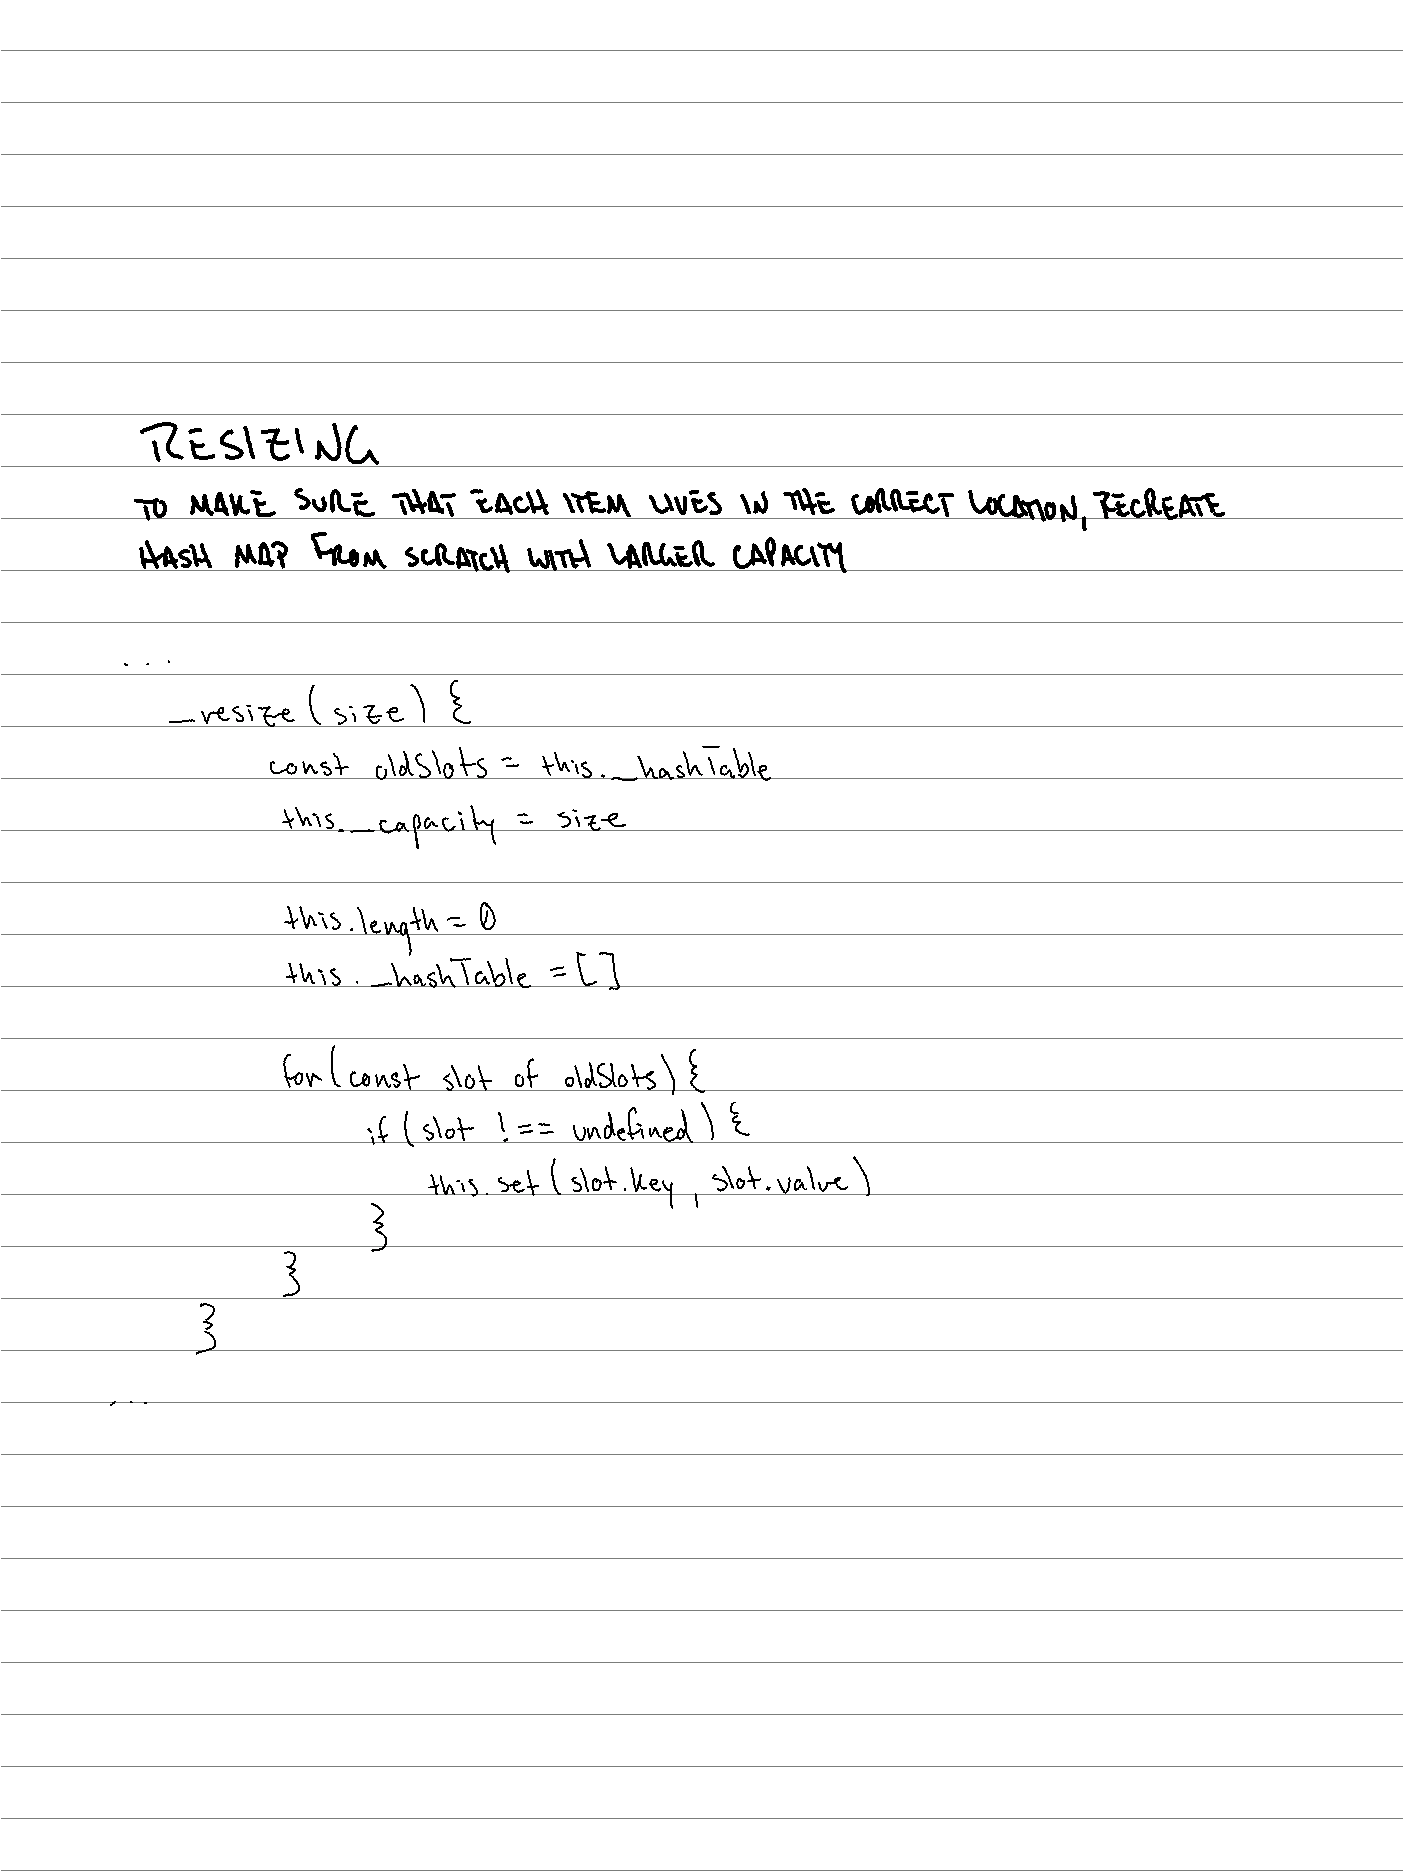 RESIZING
TO MAKE SURE THAT EACH ITEM LIVES IN THE CORRECT LOCATION, RECREATE
HASH MAP FROM SCRATCH WITH LARGER CAPACITY
...
_resize(size) {
const oldSlots = this._hashTable
this._capacity = size
this.length = 0
this._hashTable = []
for(const slot of oldSlots) {
if (slot !== undefined) {
this.set(slot.key, slot.value)
}
}
}
...